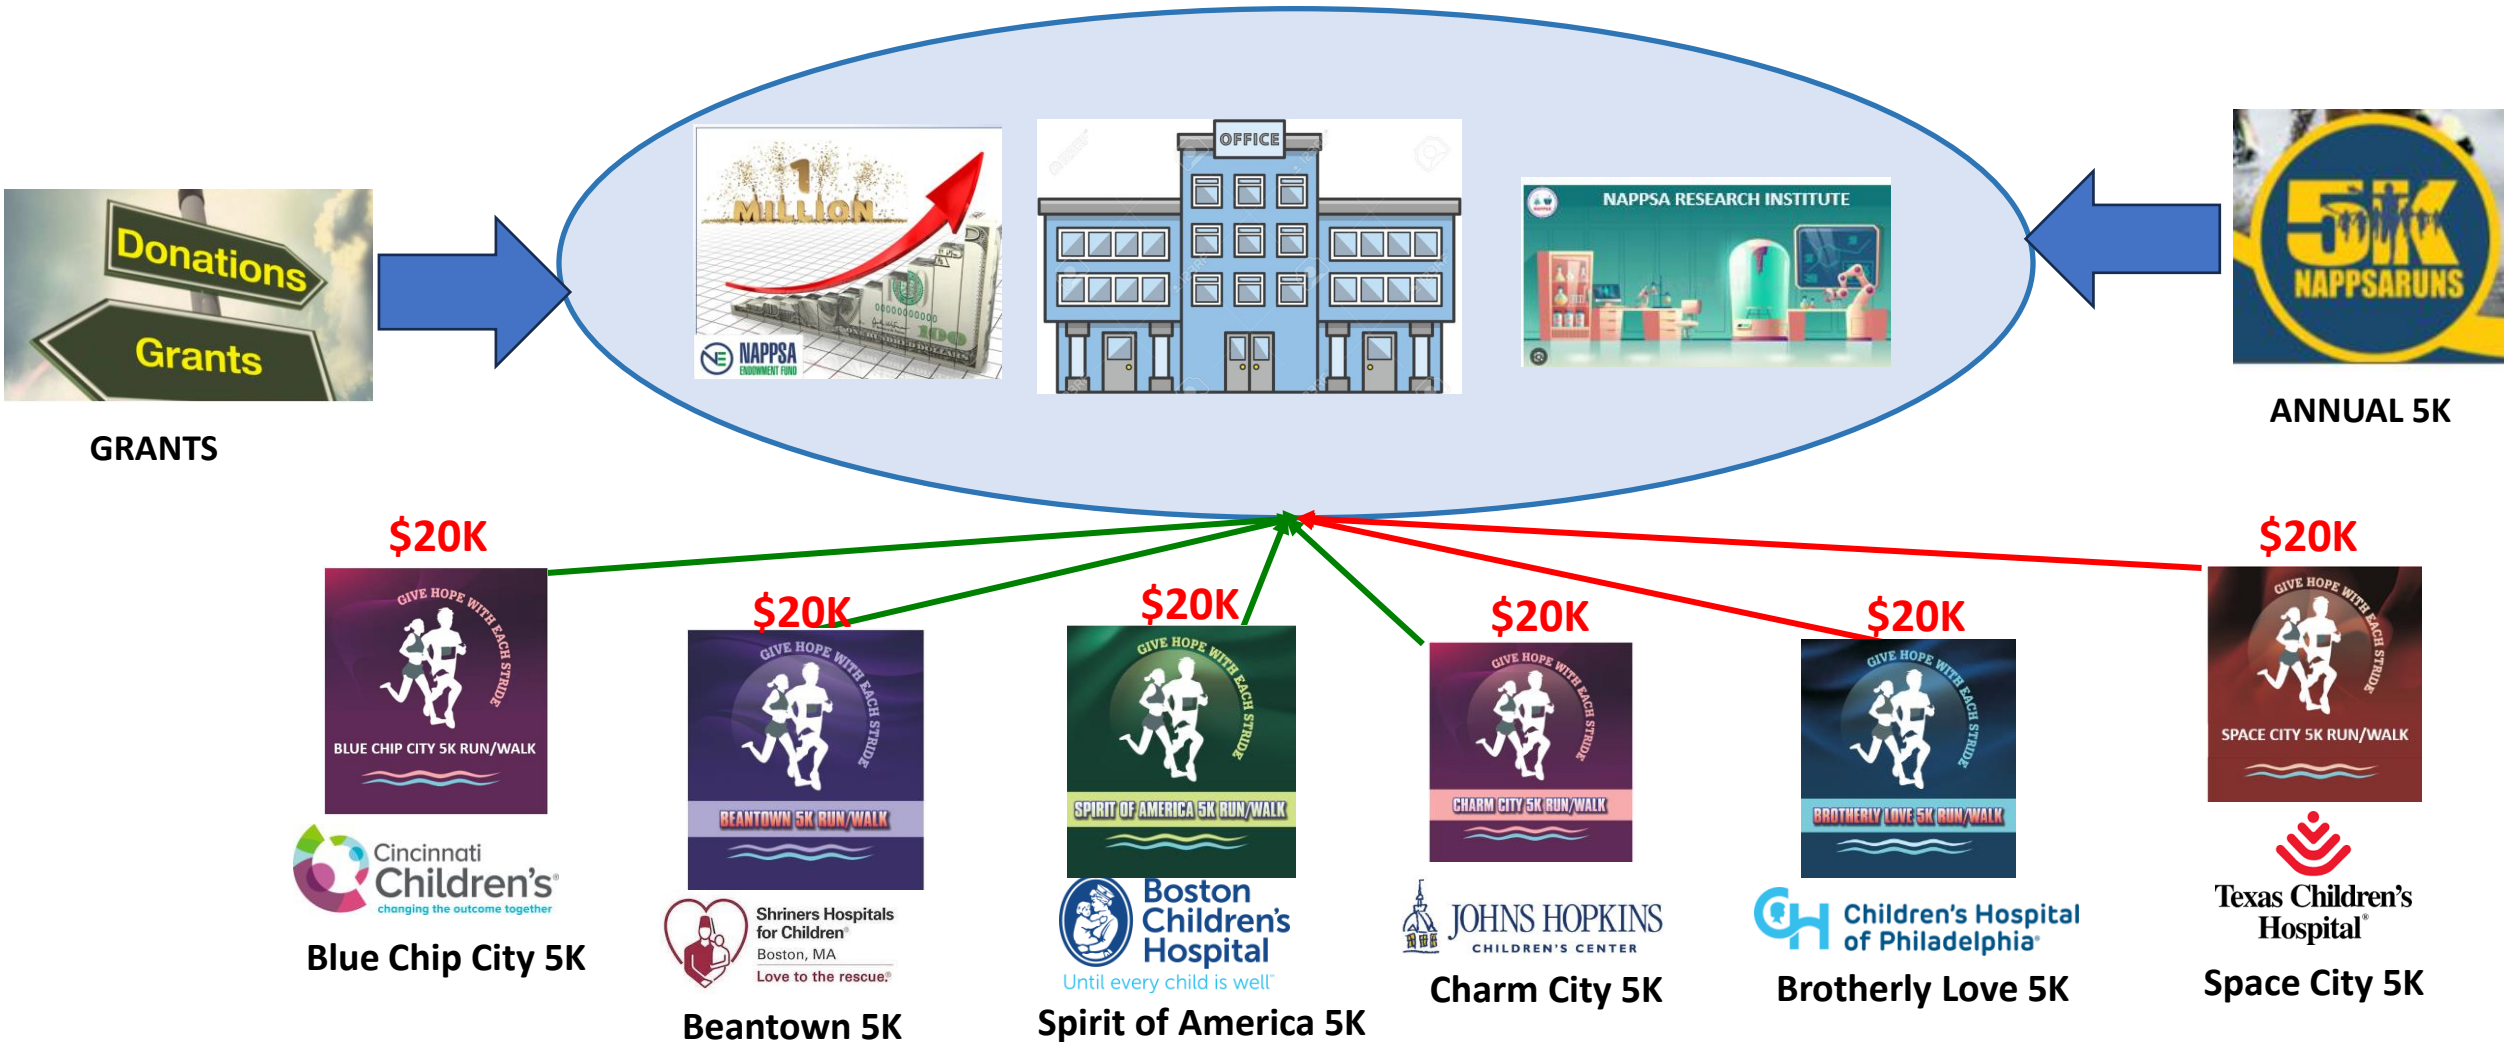 1
MILLION
100
NAPPSA
ENDOWMENT FUND
OFFICE
NAPPSA RESEARCH INSTITUTE
Donations
Grants
GRANTS
5K
NAPPSARUNS
ANNUAL 5K
$20K
GIVE HOPE WITH EACH STRIDE
BLUE CHIP CITY 5K RUN/WALK
Cincinnati
Children's®
changing the outcome together
Blue Chip City 5K
$20K
GIVE HOPE WITH EACH STRIDE
BEANTOWN 5K RUN/WALK
Shriners Hospitals
for Children®
Boston, MA
Love to the rescue.®
Beantown 5K
$20K
GIVE HOPE WITH EACH STRIDE
SPIRIT OF AMERICA 5K RUN/WALK
Boston
Children's
Hospital
Until every child is well™
Spirit of America 5K
$20K
GIVE HOPE WITH EACH STRIDE
CHARM CITY 5K RUN/WALK
JOHNS HOPKINS
CHILDREN'S CENTER
Charm City 5K
$20K
GIVE HOPE WITH EACH STRIDE
BROTHERLY LOVE 5K RUN/WALK
CH
Children's Hospital
of Philadelphia®
Brotherly Love 5K
$20K
GIVE HOPE WITH EACH STRIDE
SPACE CITY 5K RUN/WALK
Texas Children's
Hospital®
Space City 5K